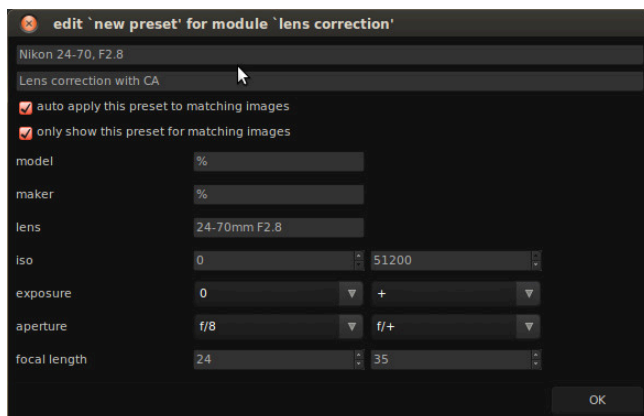 edit `new preset' for module `lens correction'
Nikon 24-70, F2.8
Lens correction with CA
auto apply this preset to matching images
only show this preset for matching images
model %
maker %
lens 24-70mm F2.8
iso 0 51200
exposure 0 +
aperture f/8 f/+
focal length 24 35
OK